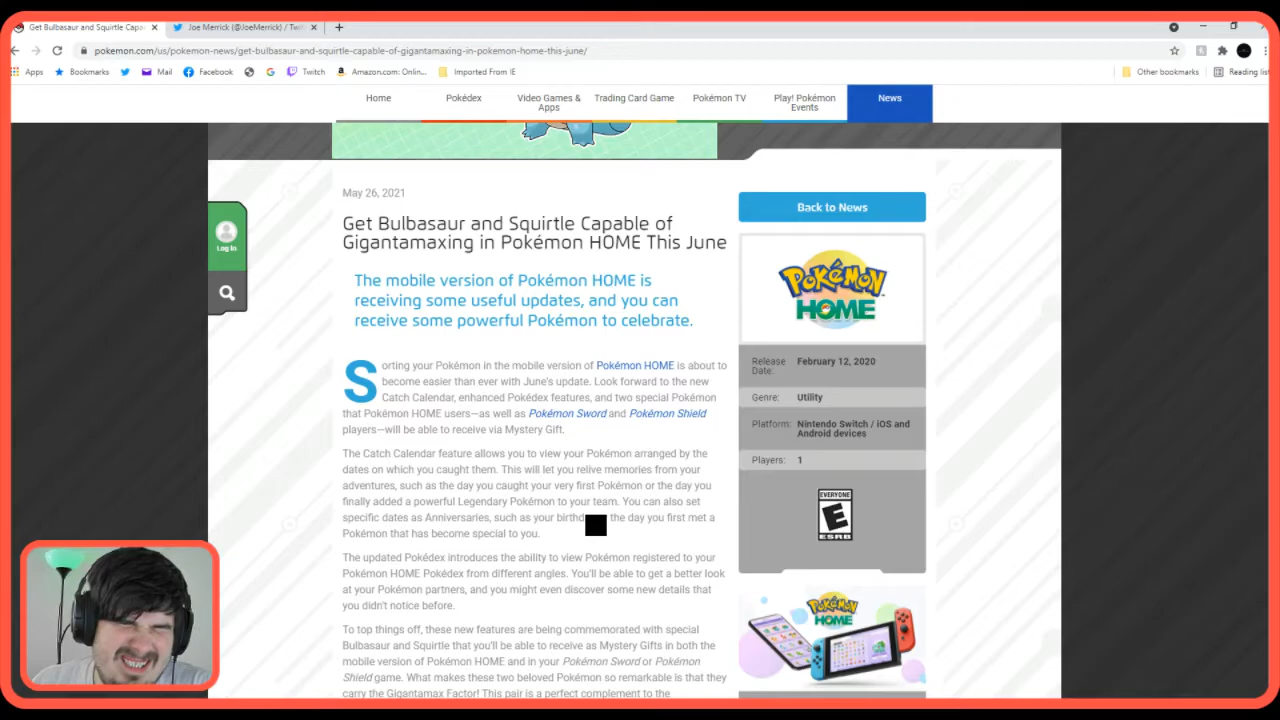 Get Bulbasaur and Squirtle Capa
Joe Merrick (@JoeMerrick) / Twit
pokemon.com/us/pokemon-news/get-bulbasaur-and-squirtle-capable-of-gigantamaxing-in-pokemon-home-this-june/
Apps Bookmarks Mail Facebook Twitch Amazon.com: Onlin... Imported From IE Other bookmarks Reading list
Home Pokédex Video Games & Apps Trading Card Game Pokémon TV Play! Pokémon Events News
Log In
May 26, 2021
Get Bulbasaur and Squirtle Capable of
Gigantamaxing in Pokémon HOME This June
The mobile version of Pokémon HOME is
receiving some useful updates, and you can
receive some powerful Pokémon to celebrate.
Sorting your Pokémon in the mobile version of Pokémon HOME is about to
become easier than ever with June's update. Look forward to the new
Catch Calendar, enhanced Pokédex features, and two special Pokémon
that Pokémon HOME users—as well as Pokémon Sword and Pokémon Shield
players—will be able to receive via Mystery Gift.
The Catch Calendar feature allows you to view your Pokémon arranged by the
dates on which you caught them. This will let you relive memories from your
adventures, such as the day you caught your very first Pokémon or the day you
finally added a powerful Legendary Pokémon to your team. You can also set
specific dates as Anniversaries, such as your birthd the day you first met a
Pokémon that has become special to you.
The updated Pokédex introduces the ability to view Pokémon registered to your
Pokémon HOME Pokédex from different angles. You'll be able to get a better look
at your Pokémon partners, and you might even discover some new details that
you didn't notice before.
To top things off, these new features are being commemorated with special
Bulbasaur and Squirtle that you'll be able to receive as Mystery Gifts in both the
mobile version of Pokémon HOME and in your Pokémon Sword or Pokémon
Shield game. What makes these two beloved Pokémon so remarkable is that they
carry the Gigantamax Factor! This pair is a perfect complement to the
Back to News
POKÉMON
HOME
Release Date: February 12, 2020
Genre: Utility
Platform: Nintendo Switch / iOS and
Android devices
Players: 1
EVERYONE
E
ESRB
POKÉMON
HOME